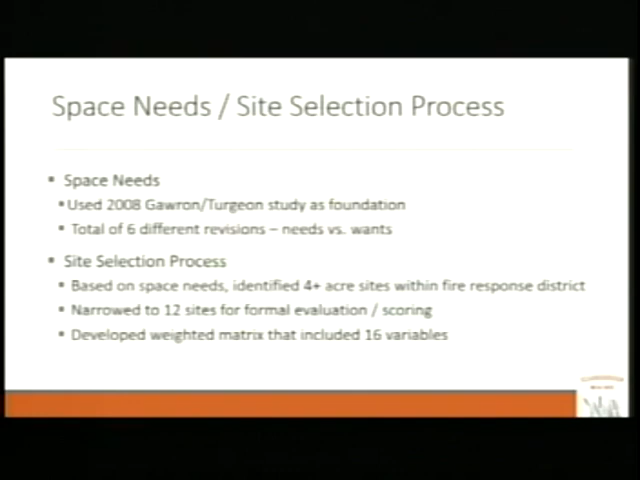 Space Needs / Site Selection Process
▪ Space Needs
▪ Used 2008 Gawron/Turgeon study as foundation
▪ Total of 6 different revisions – needs vs. wants
▪ Site Selection Process
▪ Based on space needs, identified 4+ acre sites within fire response district
▪ Narrowed to 12 sites for formal evaluation / scoring
▪ Developed weighted matrix that included 16 variables